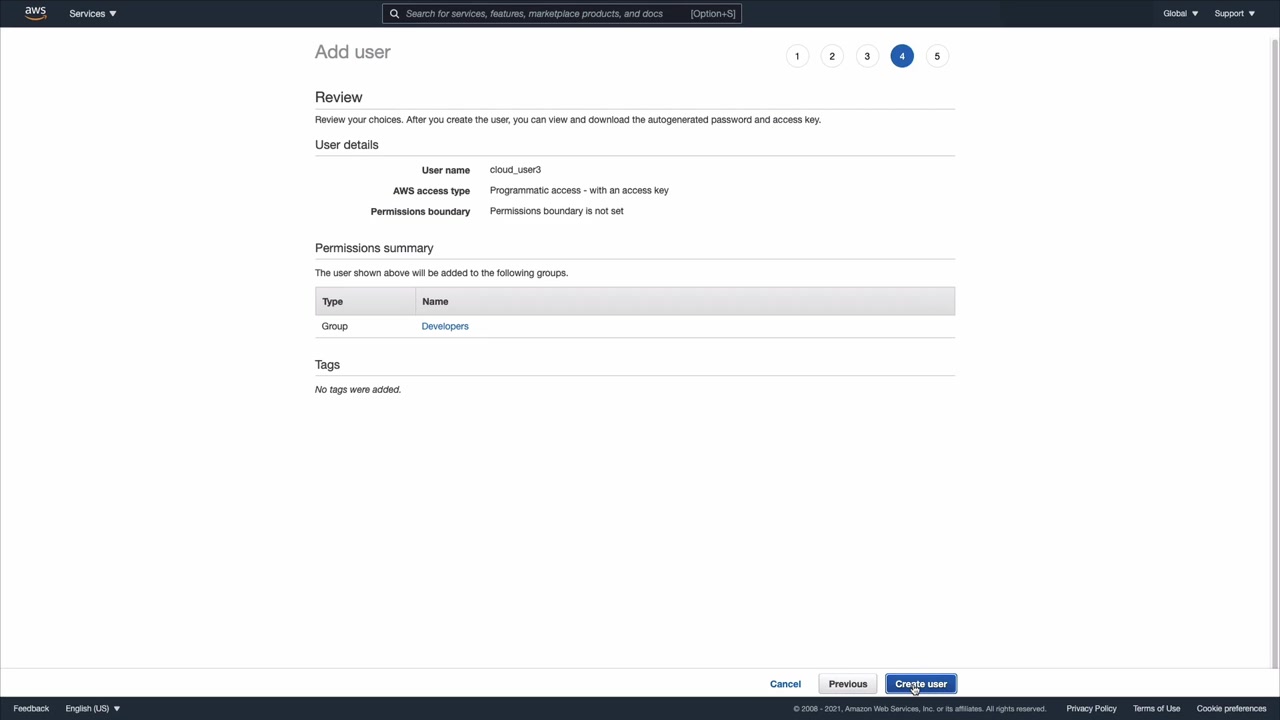 aws Services Search for services, features, marketplace products, and docs [Option+S] Global Support
Add user 1 2 3 4 5
Review
Review your choices. After you create the user, you can view and download the autogenerated password and access key.
User details
User name cloud_user3
AWS access type Programmatic access - with an access key
Permissions boundary Permissions boundary is not set
Permissions summary
The user shown above will be added to the following groups.
Type Name
Group Developers
Tags
No tags were added.
Cancel Previous Create user
Feedback English (US) © 2008 - 2021, Amazon Web Services, Inc. or its affiliates. All rights reserved. Privacy Policy Terms of Use Cookie preferences